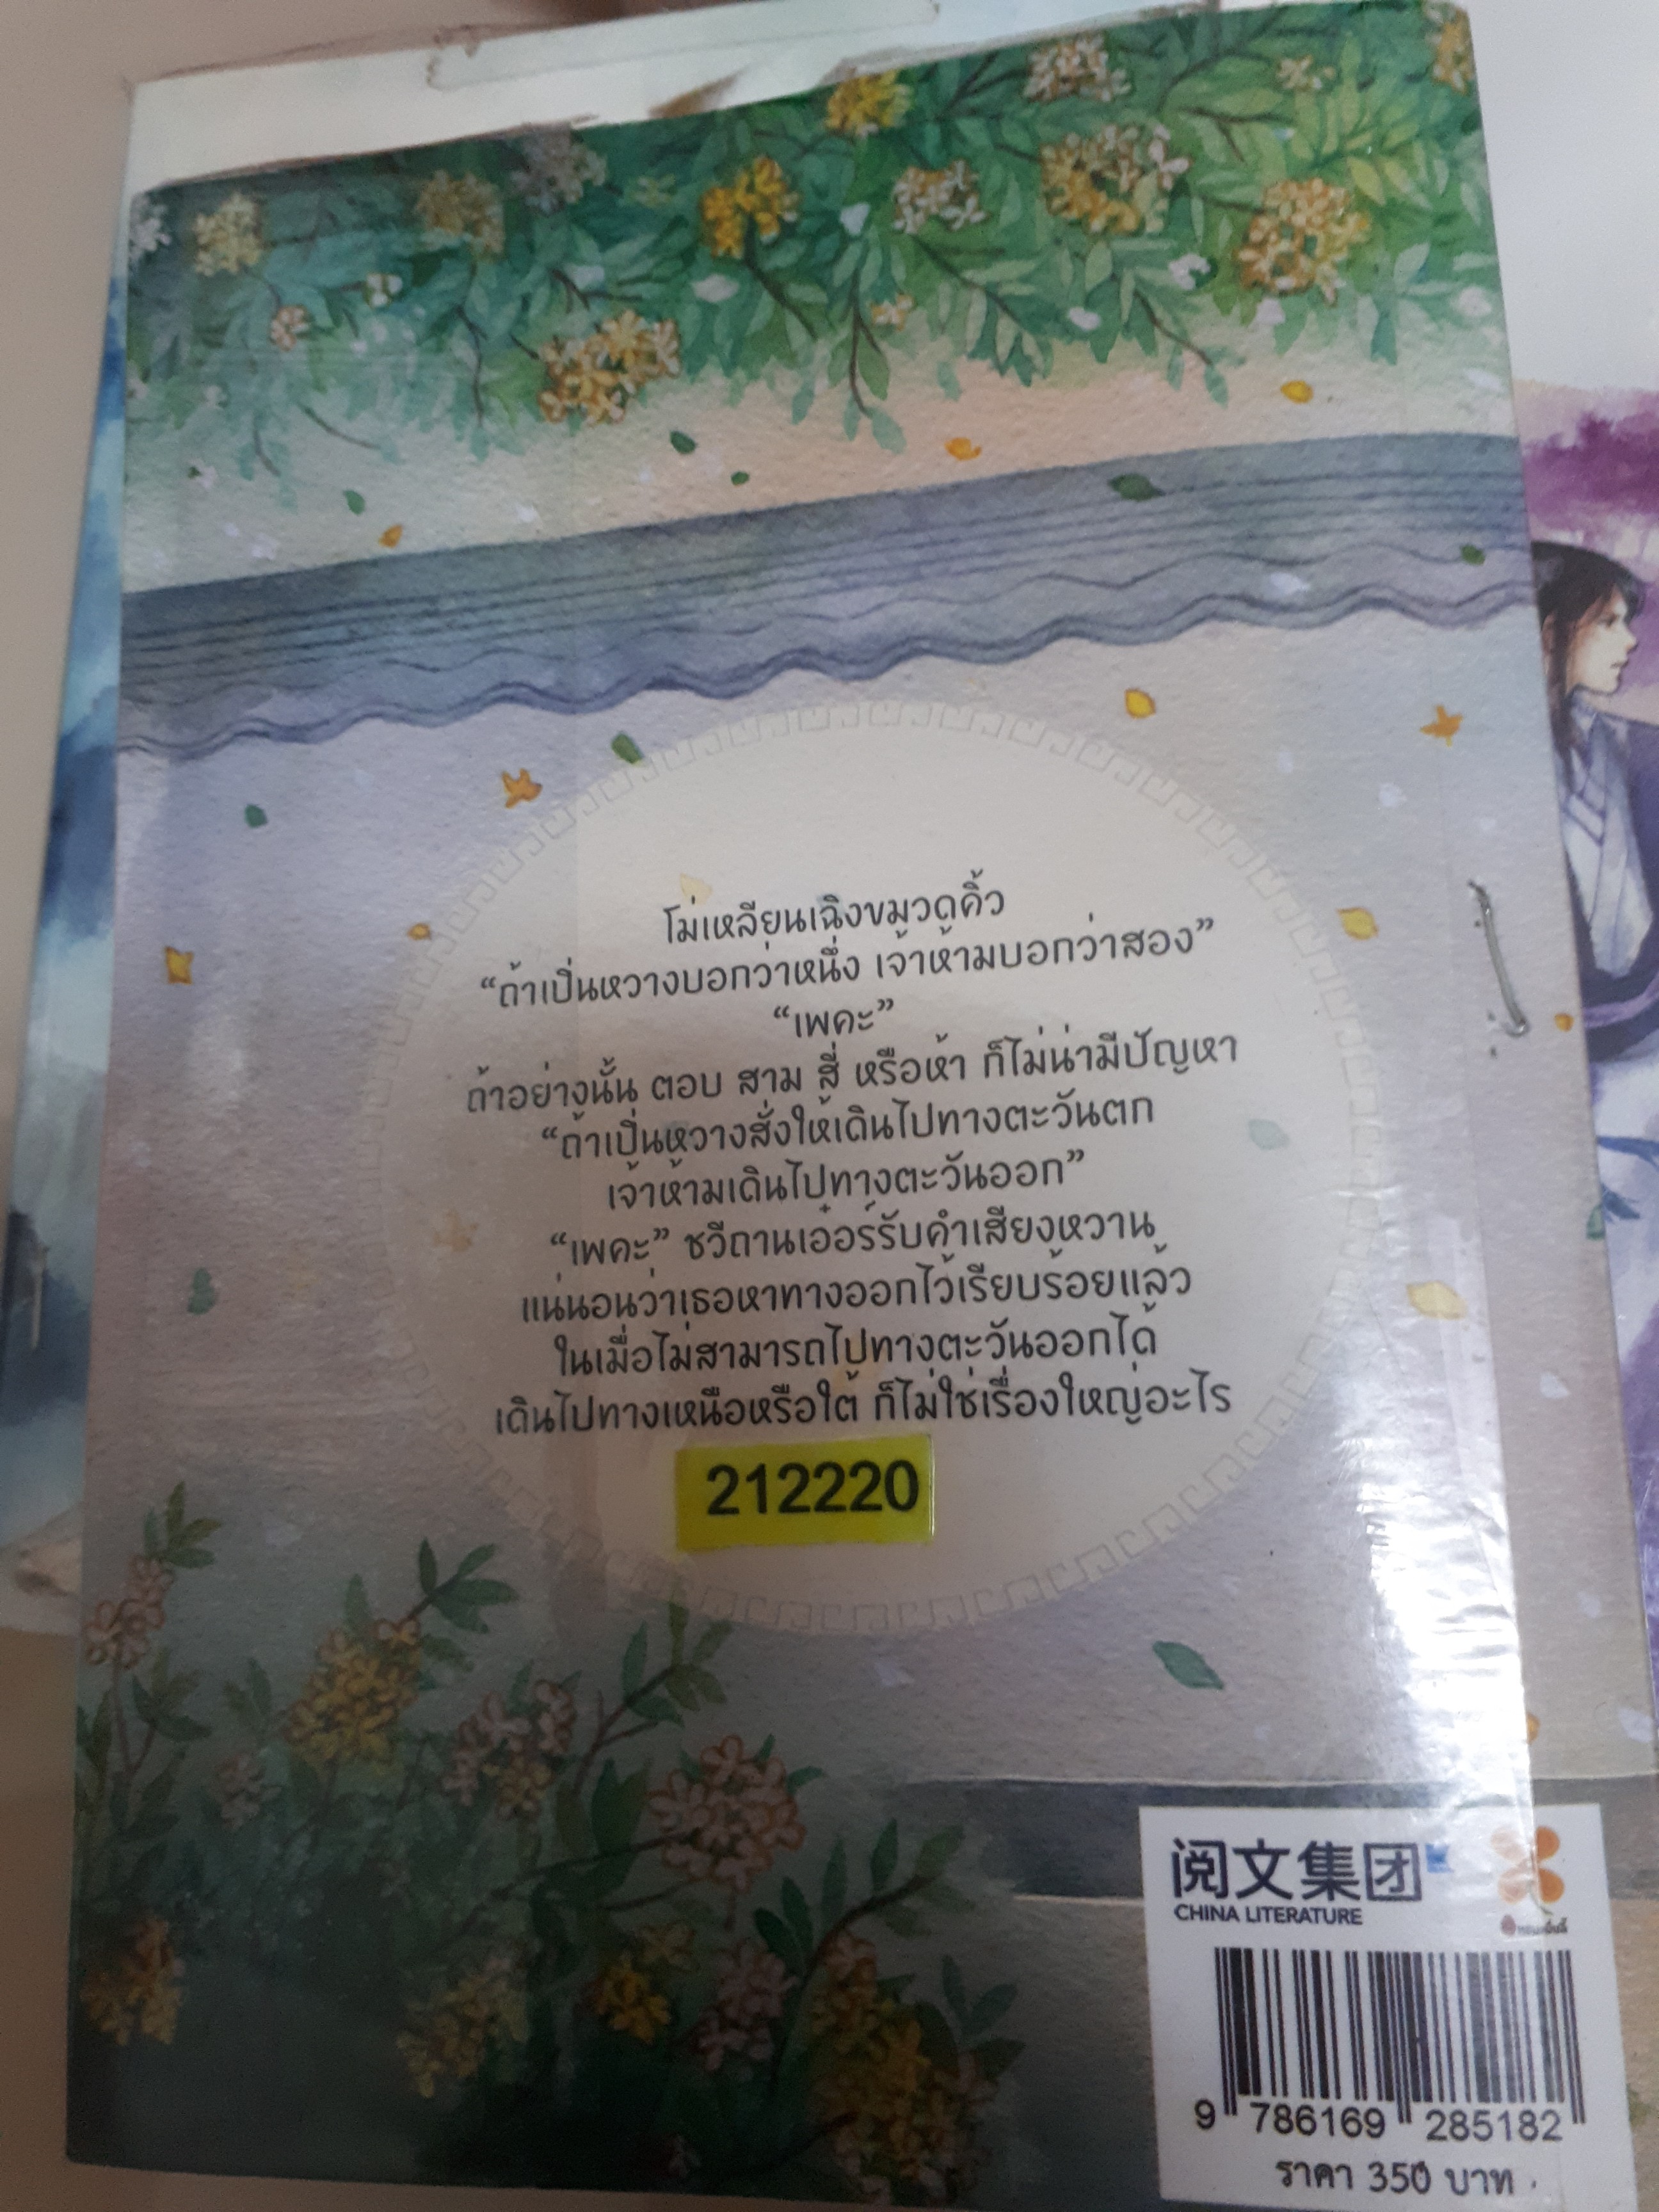 โม่เหลียนเฉิงขมวดคิ้ว
“ถ้าเปิ่นหวางบอกว่าหนึ่ง เจ้าห้ามบอกว่าสอง”
“เพคะ”
ถ้าอย่างนั้น ตอบ สาม สี่ หรือห้า ก็ไม่น่ามีปัญหา
“ถ้าเปิ่นหวางสั่งให้เดินไปทางตะวันตก
เจ้าห้ามเดินไปทางตะวันออก”
“เพคะ” ชวีถานเอ๋อร์รับคำเสียงหวาน
แน่นอนว่าเธอหาทางออกไว้เรียบร้อยแล้ว
ในเมื่อไม่สามารถไปทางตะวันออกได้
เดินไปทางเหนือหรือใต้ ก็ไม่ใช่เรื่องใหญ่อะไร
212220
阅文集团
CHINA LITERATURE
9 786169 285182
ราคา 350 บาท